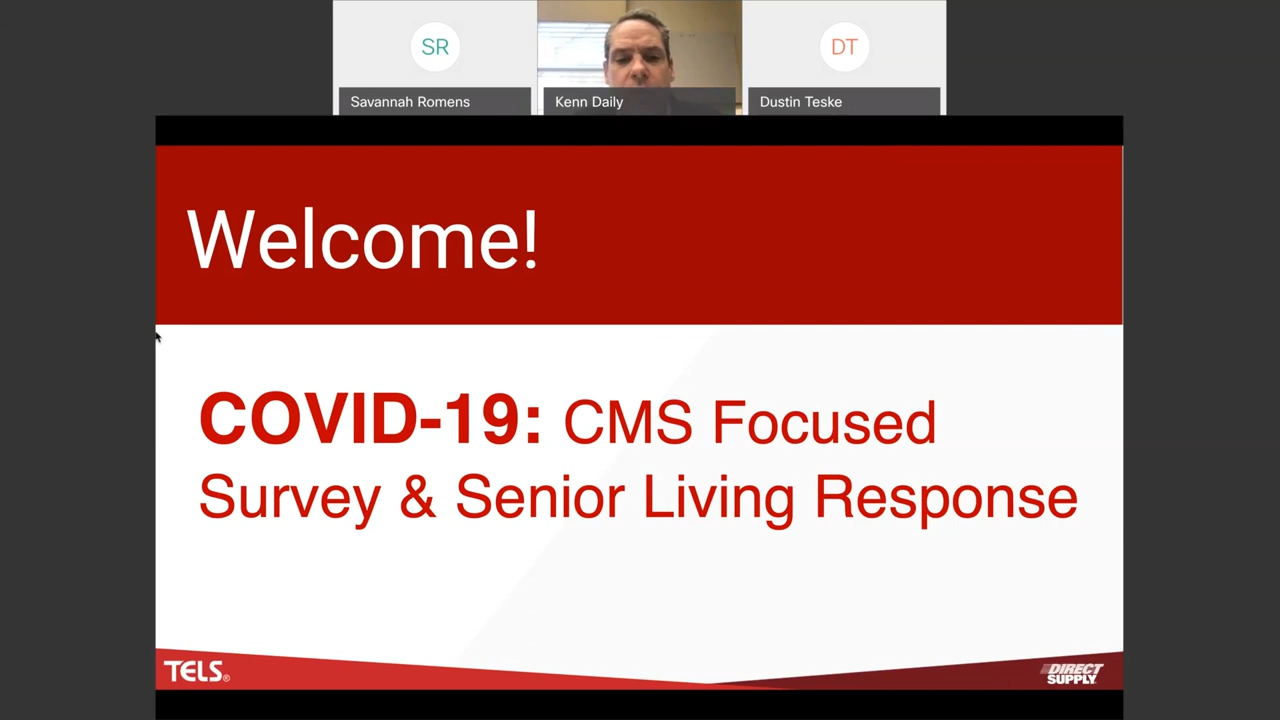 SR
DT
Savannah Romens
Kenn Daily
Dustin Teske
Welcome!
COVID-19: CMS Focused
Survey & Senior Living Response
TELS®
DIRECT
SUPPLY